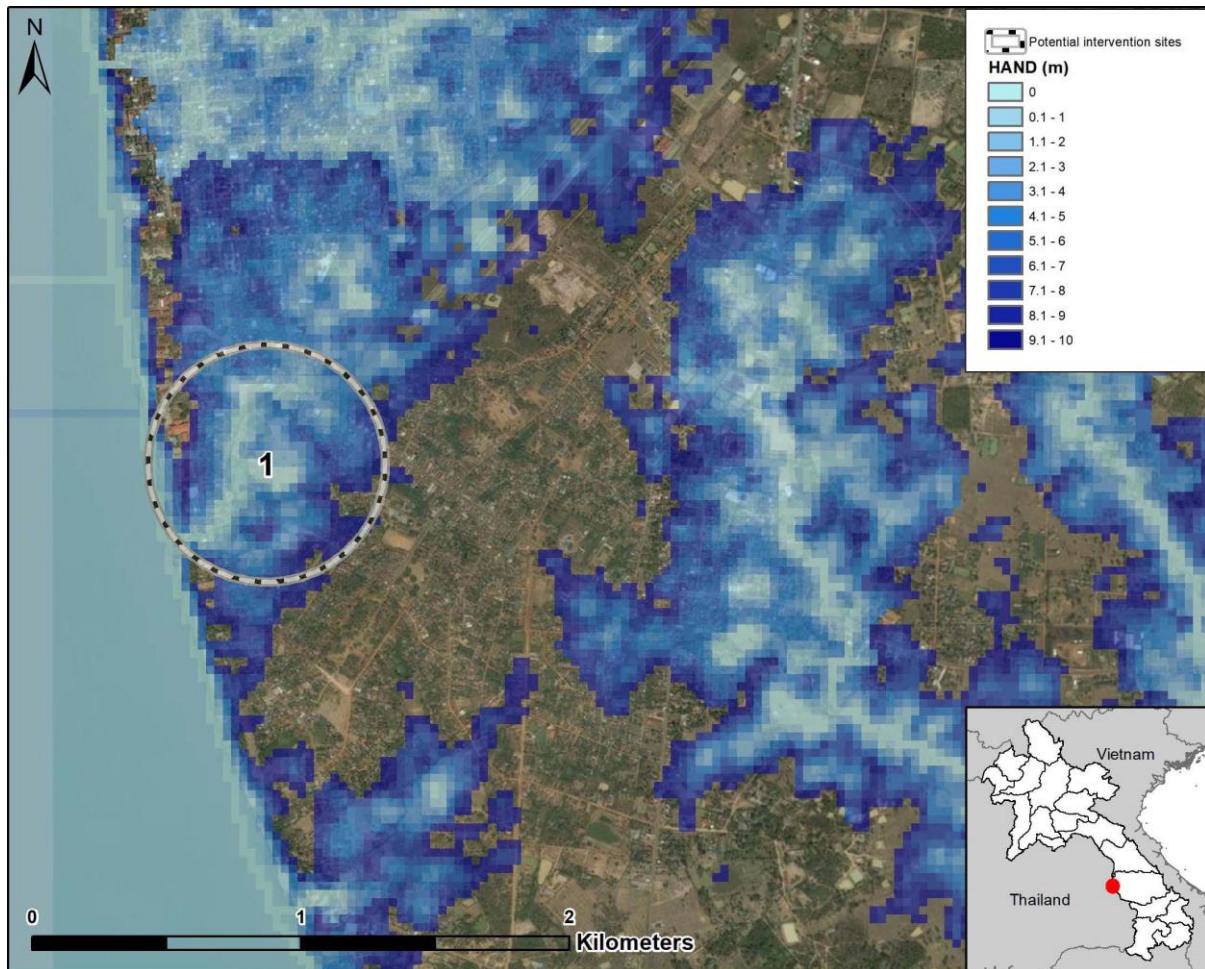 N
Potential intervention sites
HAND (m)
0
0.1 - 1
1.1 - 2
2.1 - 3
3.1 - 4
4.1 - 5
5.1 - 6
6.1 - 7
7.1 - 8
8.1 - 9
9.1 - 10
1
Vietnam
Thailand
0 1 2
Kilometers